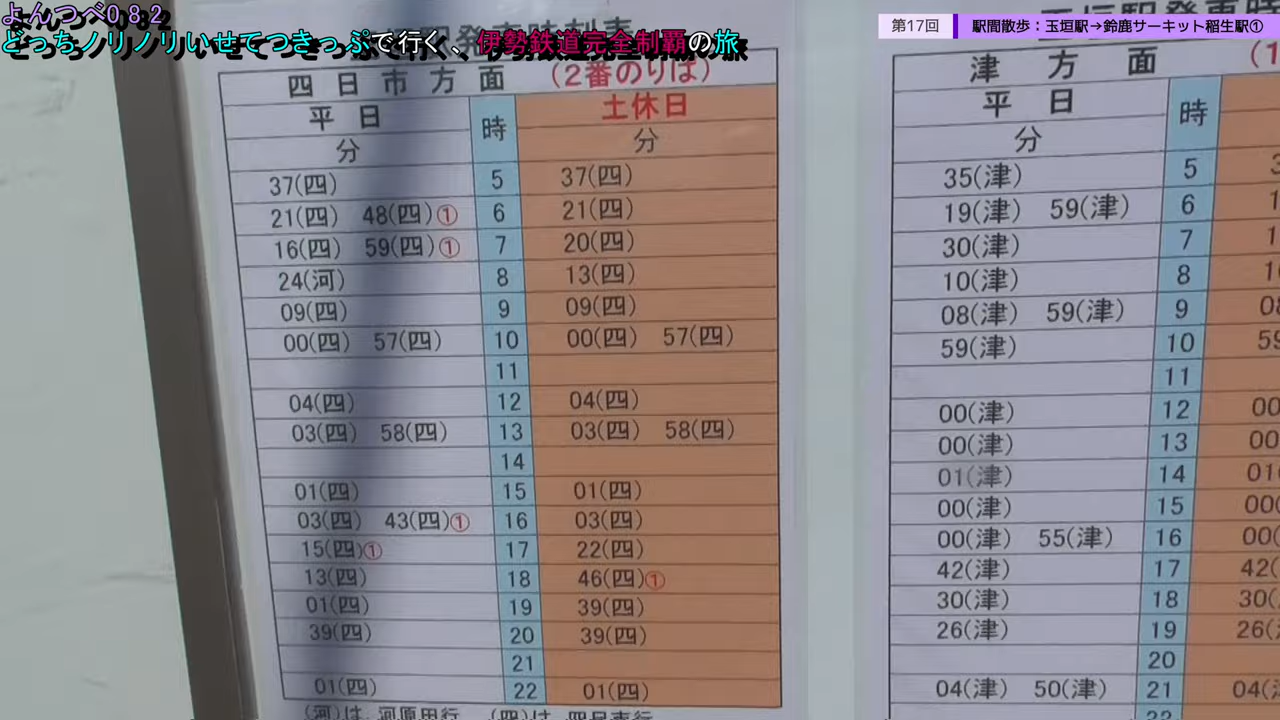 よんつべ082
どっちノリノリいせてつきっぷで行く、伊勢鉄道完全制覇の旅
第17回 駅間散歩：玉垣駅→鈴鹿サーキット稲生駅①
四日市方面 (2番のりば)
平日 時 土休日
分 分
37(四) 5 37(四)
21(四) 48(四)① 6 21(四)
16(四) 59(四)① 7 20(四)
24(河) 8 13(四)
09(四) 9 09(四)
00(四) 57(四) 10 00(四) 57(四)
11
04(四) 12 04(四)
03(四) 58(四) 13 03(四) 58(四)
14
01(四) 15 01(四)
03(四) 43(四)① 16 03(四)
15(四)① 17 22(四)
13(四) 18 46(四)①
01(四) 19 39(四)
39(四) 20 39(四)
21
01(四) 22 01(四)
(河)は、河原田行 (四)は、四日市行
津方面 (1
平日 時
分
35(津) 5
19(津) 59(津) 6
30(津) 7
10(津) 8
08(津) 59(津) 9
59(津) 10 59
11
00(津) 12 00
00(津) 13 00
01(津) 14 01
00(津) 15 00
00(津) 55(津) 16 00(
42(津) 17 42(
30(津) 18 30(
26(津) 19 26(
20
04(津) 50(津) 21 04(
22